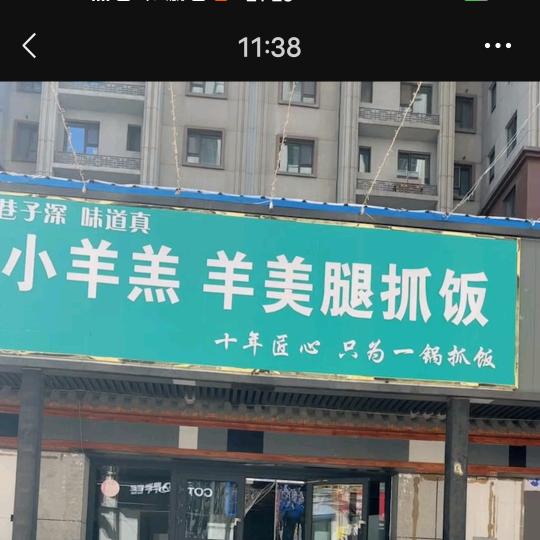 11:38
巷子深 味道真
小羊羔 羊美腿抓饭
十年匠心 只为一锅抓饭
COT